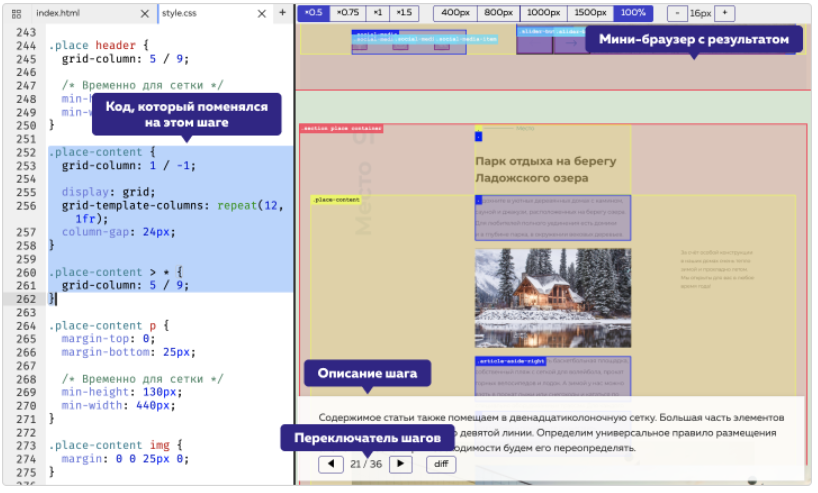 index.html
style.css
+
×0.5 ×0.75 ×1 ×1.5
400px 800px 1000px 1500px 100%
- 16px +
243
244 .place header {
245 grid-column: 5 / 9;
246
247 /* Временно для сетки */
248 min-h
249 min-w
250 }
251
252 .place-content {
253 grid-column: 1 / -1;
254
255 display: grid;
256 grid-template-columns: repeat(12,
1fr);
257 column-gap: 24px;
258 }
259
260 .place-content > * {
261 grid-column: 5 / 9;
262 }
263
264 .place-content p {
265 margin-top: 0;
266 margin-bottom: 25px;
267
268 /* Временно для сетки */
269 min-height: 130px;
270 min-width: 440px;
271 }
272
273 .place-content img {
274 margin: 0 0 25px 0;
275 }
Код, который поменялся
на этом шаге
Мини-браузер с результатом
.section place container
Место
Место
Парк отдыха на берегу
Ладожского озера
.place-content
.article-aside-right
Описание шага
Содержимое статьи также помещаем в двенадцатиколоночную сетку. Большая часть элементов
девятой линии. Определим универсальное правило размещения
будем его переопределять.
Переключатель шагов
21 / 36
diff